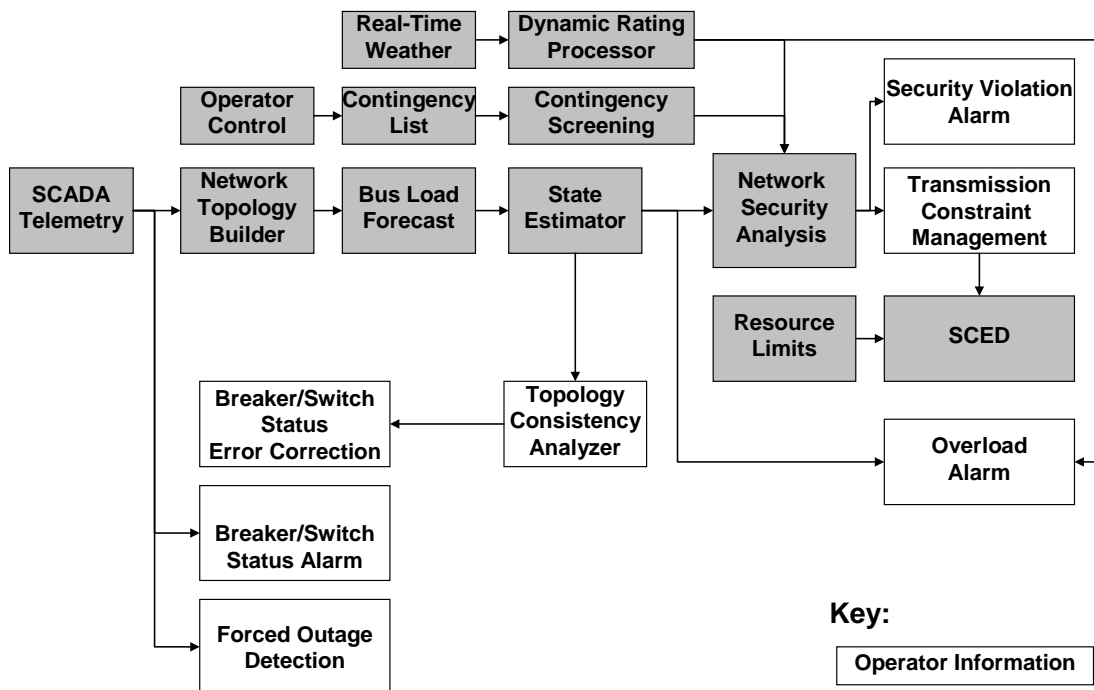 Real-Time
Weather
Dynamic Rating
Processor
Operator
Control
Contingency
List
Contingency
Screening
Security Violation
Alarm
SCADA
Telemetry
Network
Topology
Builder
Bus Load
Forecast
State
Estimator
Network
Security
Analysis
Transmission
Constraint
Management
Resource
Limits
SCED
Breaker/Switch
Status
Error Correction
Topology
Consistency
Analyzer
Overload
Alarm
Breaker/Switch
Status Alarm
Forced Outage
Detection
Key:
Operator Information